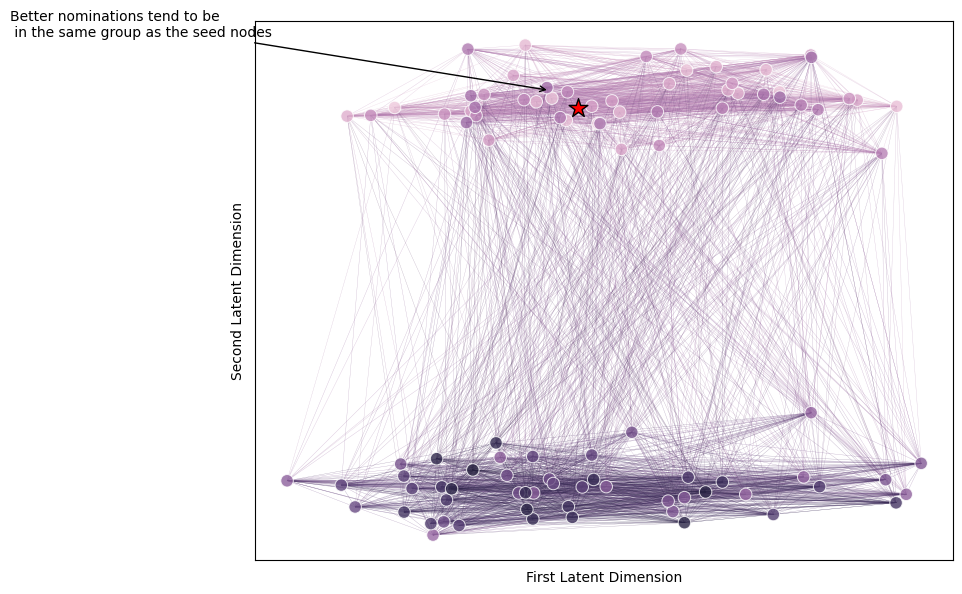 Better nominations tend to be
in the same group as the seed nodes
Second Latent Dimension
First Latent Dimension